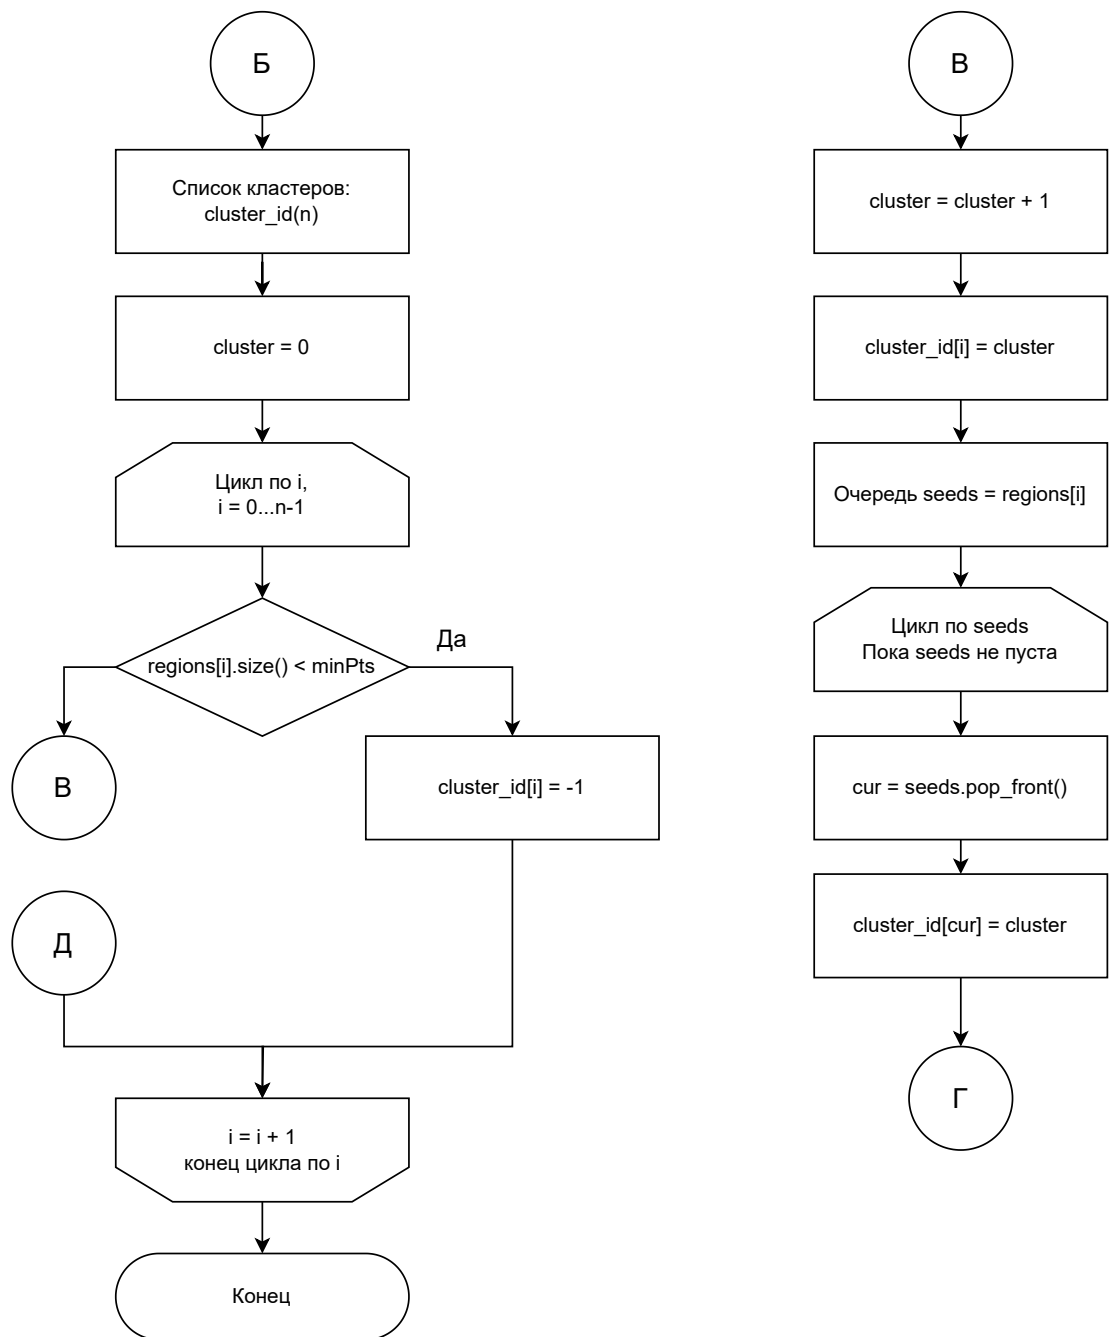 Б
Список кластеров:
cluster_id(n)
cluster = 0
Цикл по i,
i = 0...n-1
regions[i].size() < minPts
Да
В
cluster_id[i] = -1
Д
i = i + 1
конец цикла по i
Конец
В
cluster = cluster + 1
cluster_id[i] = cluster
Очередь seeds = regions[i]
Цикл по seeds
Пока seeds не пуста
cur = seeds.pop_front()
cluster_id[cur] = cluster
Г